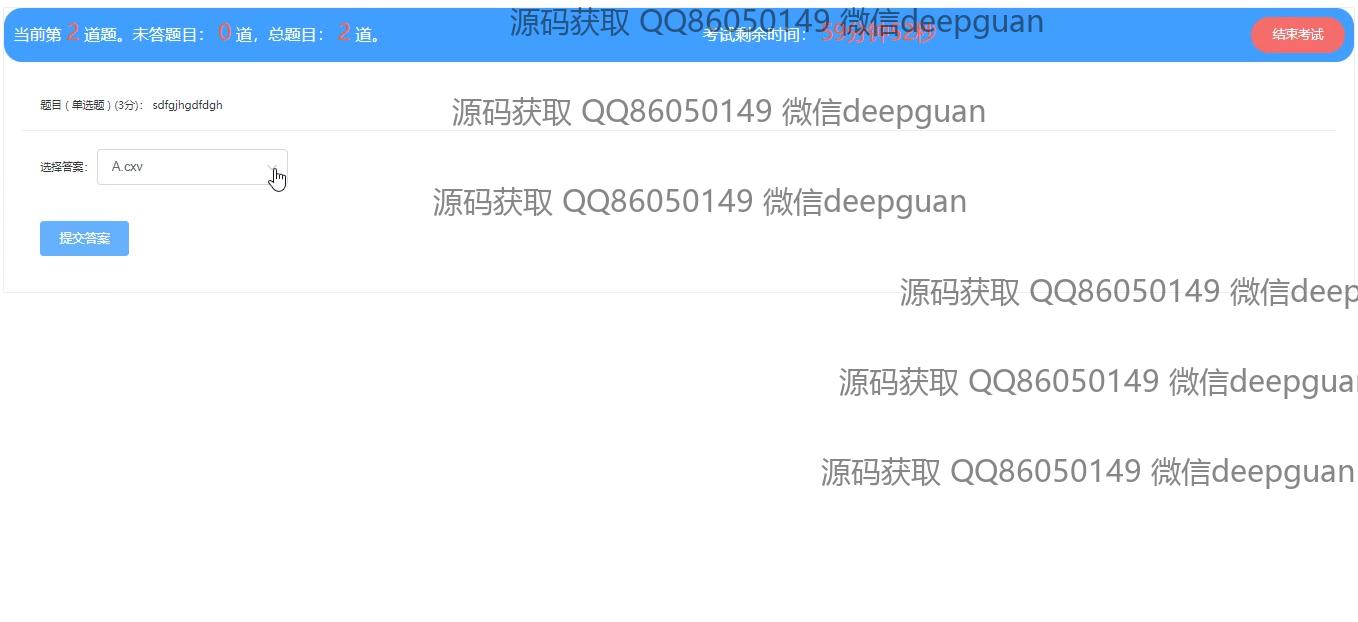 当前第 2 道题。未答题目： 0 道，总题目： 2 道。
考试剩余时间： 59分钟52秒
结束考试
源码获取 QQ86050149 微信deepguan
题目 ( 单选题 ) (3分)： sdfgjhgdfdgh
源码获取 QQ86050149 微信deepguan
选择答案： A.cxv
源码获取 QQ86050149 微信deepguan
提交答案
源码获取 QQ86050149 微信deep
源码获取 QQ86050149 微信deepgua
源码获取 QQ86050149 微信deepguan